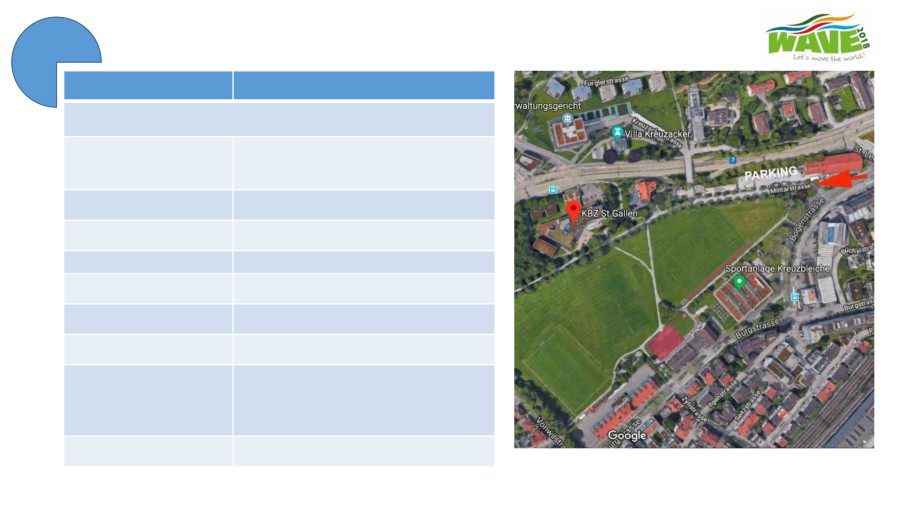 WAVE 2018
Let's move the world!
Furglerstrasse
rwaltungsgericht
Villa Kreuzacker
PARKING
Militärstrasse
KBZ St.Gallen
Bogenstrasse
Sportanlage Kreuzbleiche
Burgstrasse
Burgstras
Google